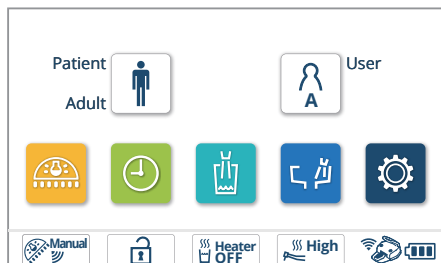 Patient
User
Adult
A
Manual
Heater
OFF
High